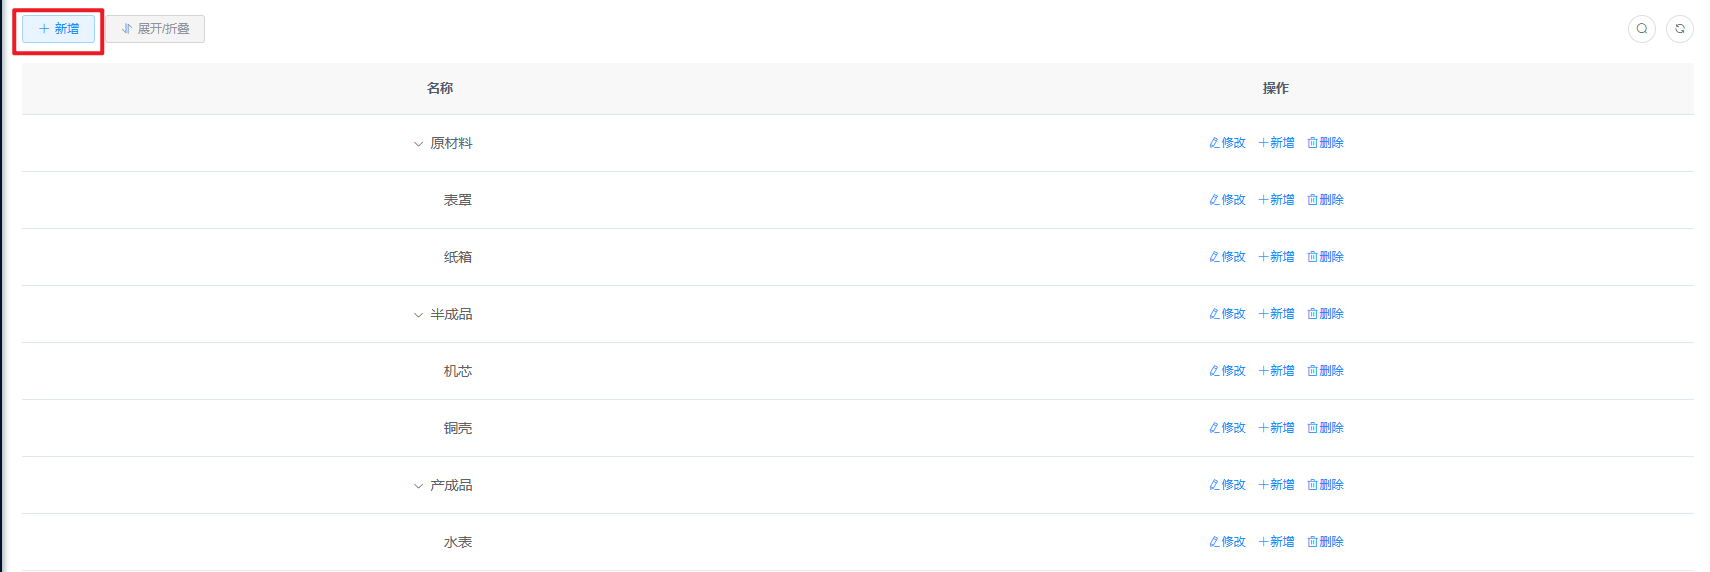 新增 展开/折叠
名称 操作
原材料 修改 新增 删除
表罩 修改 新增 删除
纸箱 修改 新增 删除
半成品 修改 新增 删除
机芯 修改 新增 删除
铜壳 修改 新增 删除
产成品 修改 新增 删除
水表 修改 新增 删除